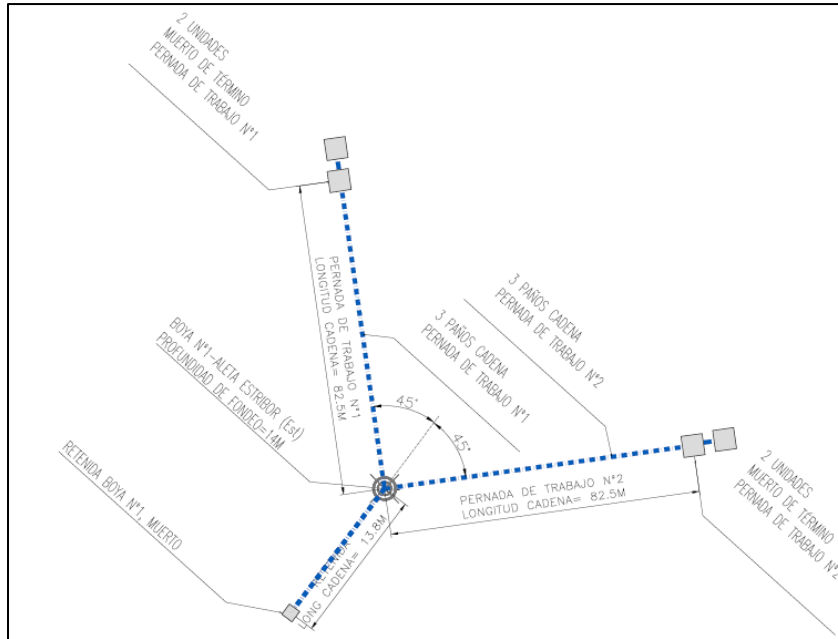 2 UNIDADES
MUERTO DE TÉRMINO
PERNADA DE TRABAJO N°1
PERNADA DE TRABAJO N°1
LONGITUD CADENA= 82.5M
3 PAÑOS CADENA
PERNADA DE TRABAJO N°2
3 PAÑOS CADENA
PERNADA DE TRABAJO N°1
BOYA N°1-ALETA ESTRIBOR (Est)
PROFUNDIDAD DE FONDEO=14M
45°
45°
RETENIDA BOYA N°1, MUERTO
PERNADA DE TRABAJO N°2
LONGITUD CADENA= 82.5M
2 UNIDADES
MUERTO DE TÉRMINO
PERNADA DE TRABAJO N°2
RETENIDA
LONG CADENA= 13.8M